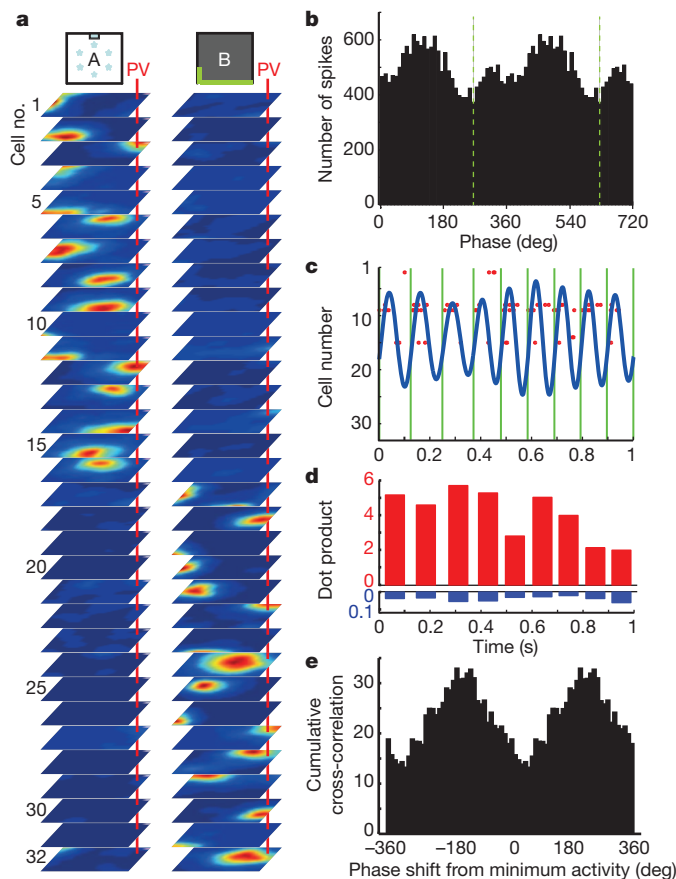 a
A
PV
B
PV
Cell no.
1
5
10
15
20
25
30
32
b
Number of spikes
600
400
200
0
0 180 360 540 720
Phase (deg)
c
Cell number
1
10
20
30
0 0.2 0.4 0.6 0.8 1
d
Dot product
6
4
2
0
0
0.1
0 0.2 0.4 0.6 0.8 1
Time (s)
e
Cumulative
cross-correlation
30
20
10
0
−360 −180 0 180 360
Phase shift from minimum activity (deg)